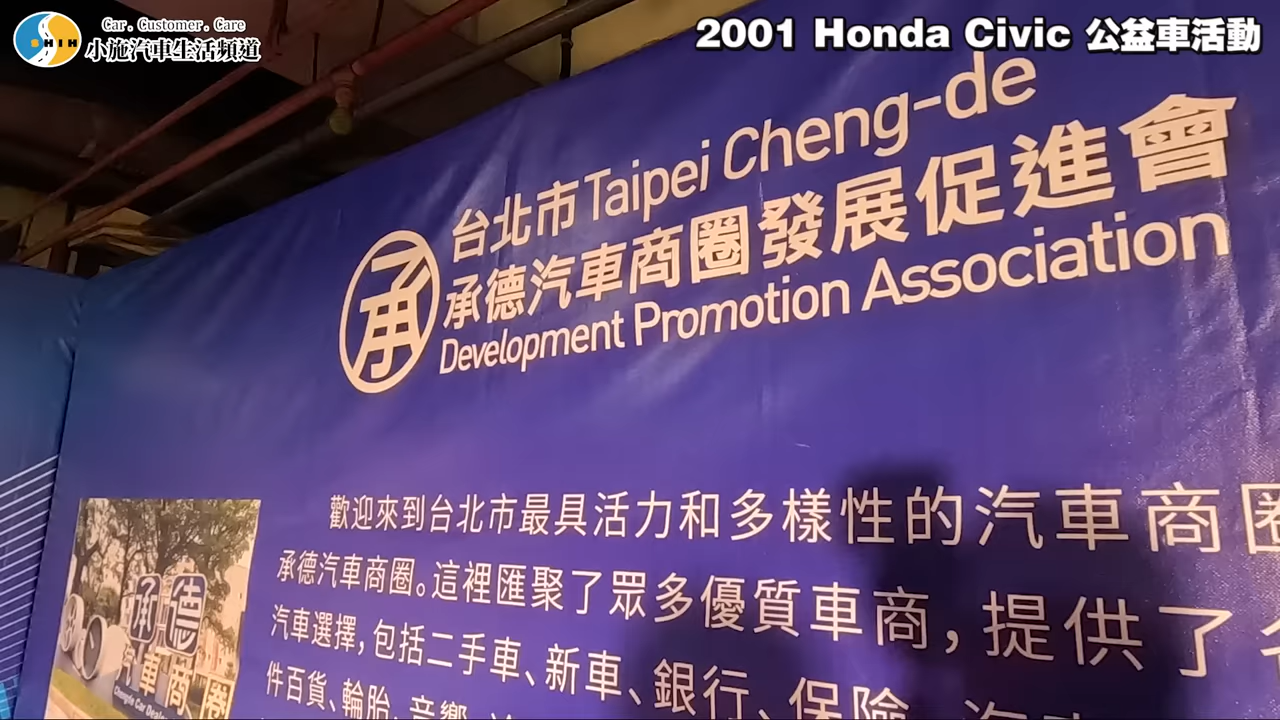 Car . Customer . Care
SHIH
小施汽車生活頻道
2001 Honda Civic 公益車活動
台北市 Taipei Cheng-de
承
承德汽車商圈發展促進會
Development Promotion Association
歡迎來到台北市最具活力和多樣性的汽車商圈
承德汽車商圈。這裡匯聚了眾多優質車商,提供了
汽車選擇,包括二手車、新車、銀行、保險
件百貨、輪胎、音響
承德
汽車商圈